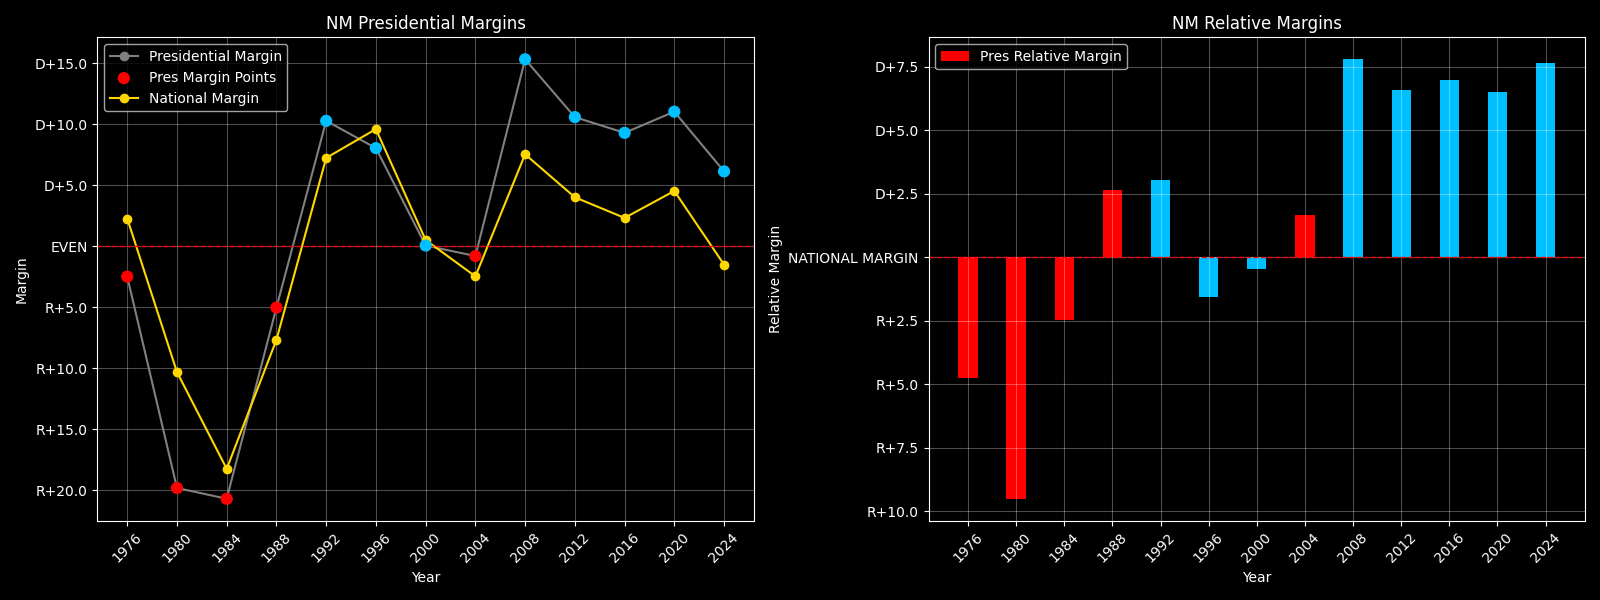 NM Presidential Margins
Presidential Margin
Pres Margin Points
National Margin
D+15.0
D+10.0
D+5.0
EVEN
R+5.0
R+10.0
R+15.0
R+20.0
Margin
1976 1980 1984 1988 1992 1996 2000 2004 2008 2012 2016 2020 2024
Year
NM Relative Margins
Pres Relative Margin
D+7.5
D+5.0
D+2.5
NATIONAL MARGIN
R+2.5
R+5.0
R+7.5
R+10.0
Relative Margin
1976 1980 1984 1988 1992 1996 2000 2004 2008 2012 2016 2020 2024
Year